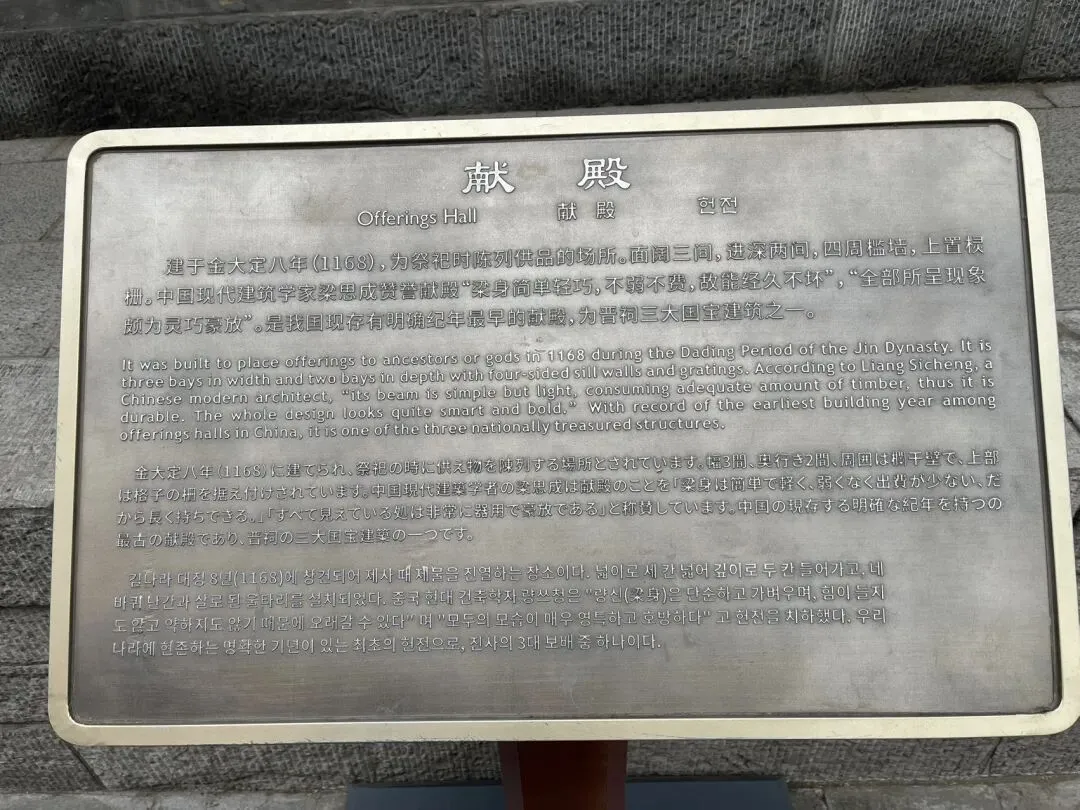 献 殿
Offerings Hall 献 殿 헌전
建于金大定八年(1168),为祭祀时陈列供品的场所。面阔三间,进深两间,四周槛墙,上置棂
栅。中国现代建筑学家梁思成赞誉献殿“梁身简单轻巧,不弱不费,故能经久不坏”,“全部所呈现象
颇为灵巧豪放”。是我国现存有明确纪年最早的献殿,为晋祠三大国宝建筑之一。
It was built to place offerings to ancestors or gods in 1168 during the Dading Period of the Jin Dynasty. It is
three bays in width and two bays in depth with four-sided sill walls and gratings. According to Liang Sicheng, a
Chinese modern architect, "its beam is simple but light, consuming adequate amount of timber, thus it is
durable. The whole design looks quite smart and bold." With record of the earliest building year among
offerings halls in China, it is one of the three nationally treasured structures.
金大定八年(1168)に建てられ、祭祀の時に供え物を陳列する場所とされています。幅3間、奥行き2間、周囲は欄干壁で、上部
は格子の柵を据え付けされています。中国現代建築学者の梁思成は献殿のことを「梁身は簡単で軽く、弱くなく出費が少ない、だ
から長く持ちできる。」「すべて見えている処は非常に器用で豪放である」と称賛しています。中国の現存する明確な紀年を持つの
最古の献殿であり、晋祠の三大国宝建築の一つです。
김나라 대정 8년(1168)에 창건되어 제사 때 제물을 진열하는 장소이다. 넓이로 세 칸 넓어 깊이로 두 칸 들어가고, 네
바퀴 난간과 살로 된 울타리를 설치되었다. 중국 현대 건축학자 량쓰청은 "량신(梁身)은 단순하고 가벼우며, 힘이 들지
도 않고 약하지도 않기 때문에 오래갈 수 있다" 며 "모두의 모습이 매우 영특하고 호방하다" 고 헌전을 치하했다. 우리
나라에 현존하는 명확한 기년이 있는 최초의 헌전으로, 진사의 3대 보배 중 하나이다.